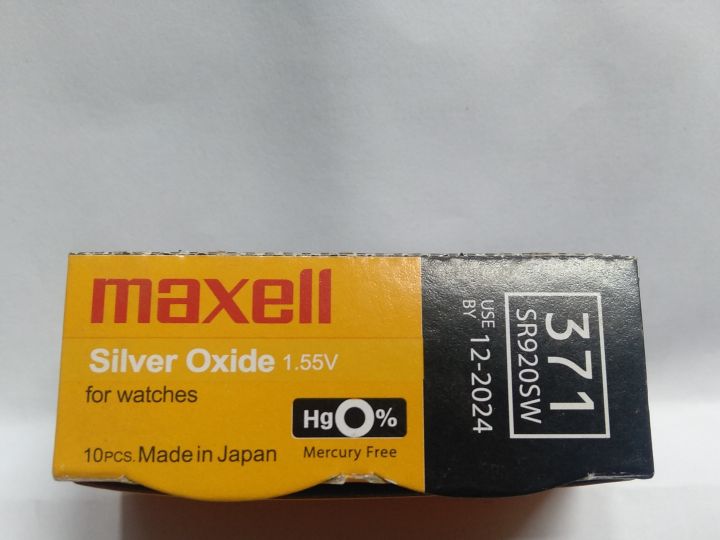 maxell
Silver Oxide 1.55V
for watches
Hg0%
10PCS. Made in Japan
Mercury Free
371
SR920SW
USE BY 12-2024